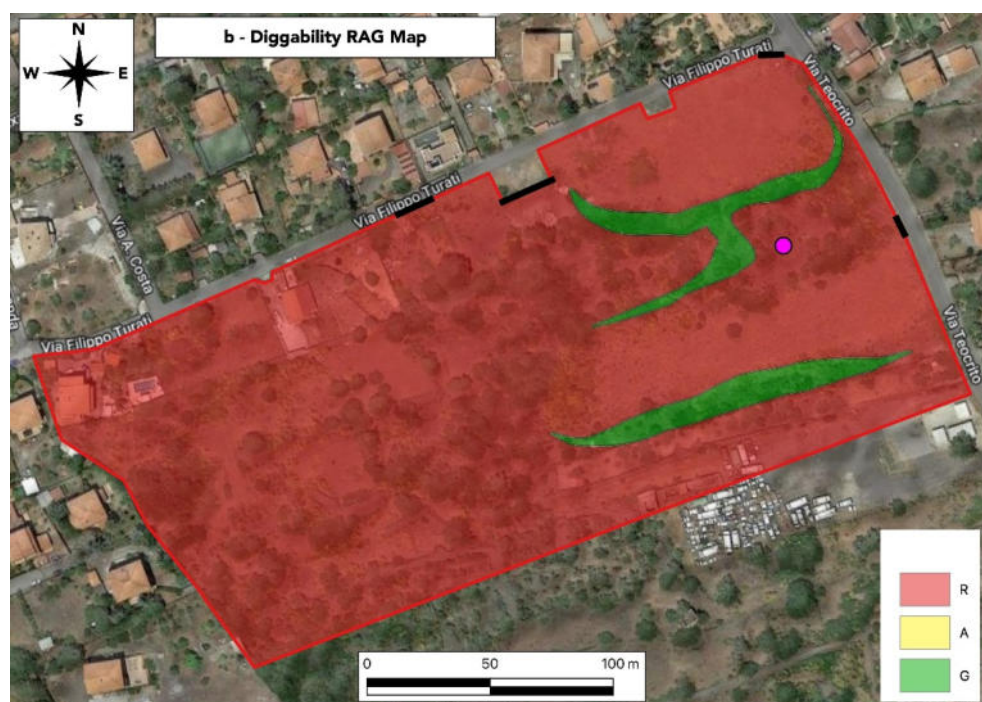 N
W E
S
b - Diggability RAG Map
Via Filippo Turati
Via Teocrito
Via Filippo Turati
Via A. Costa
Via Filippo Turati
Via Teocrito
R
A
G
0 50 100 m